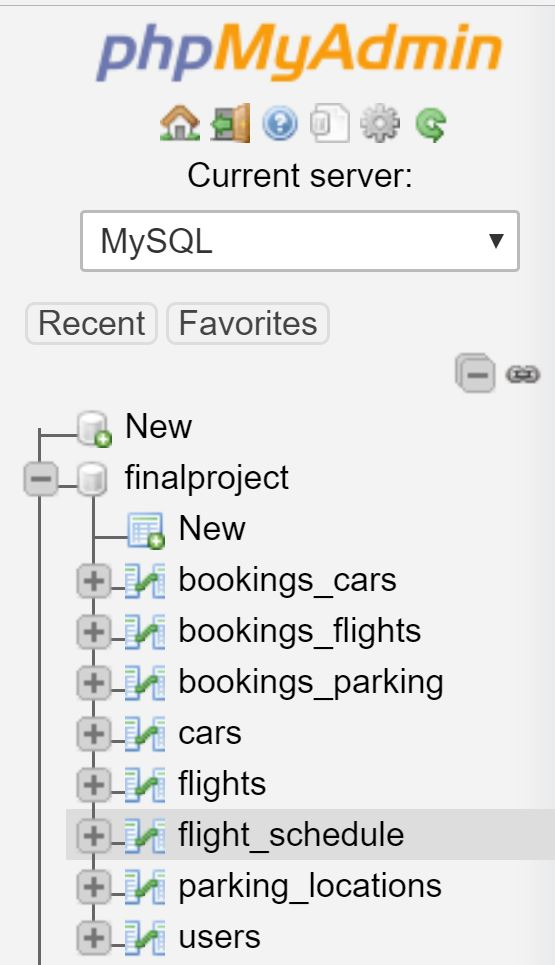 phpMyAdmin
Current server:
MySQL
Recent Favorites
New
finalproject
New
bookings_cars
bookings_flights
bookings_parking
cars
flights
flight_schedule
parking_locations
users